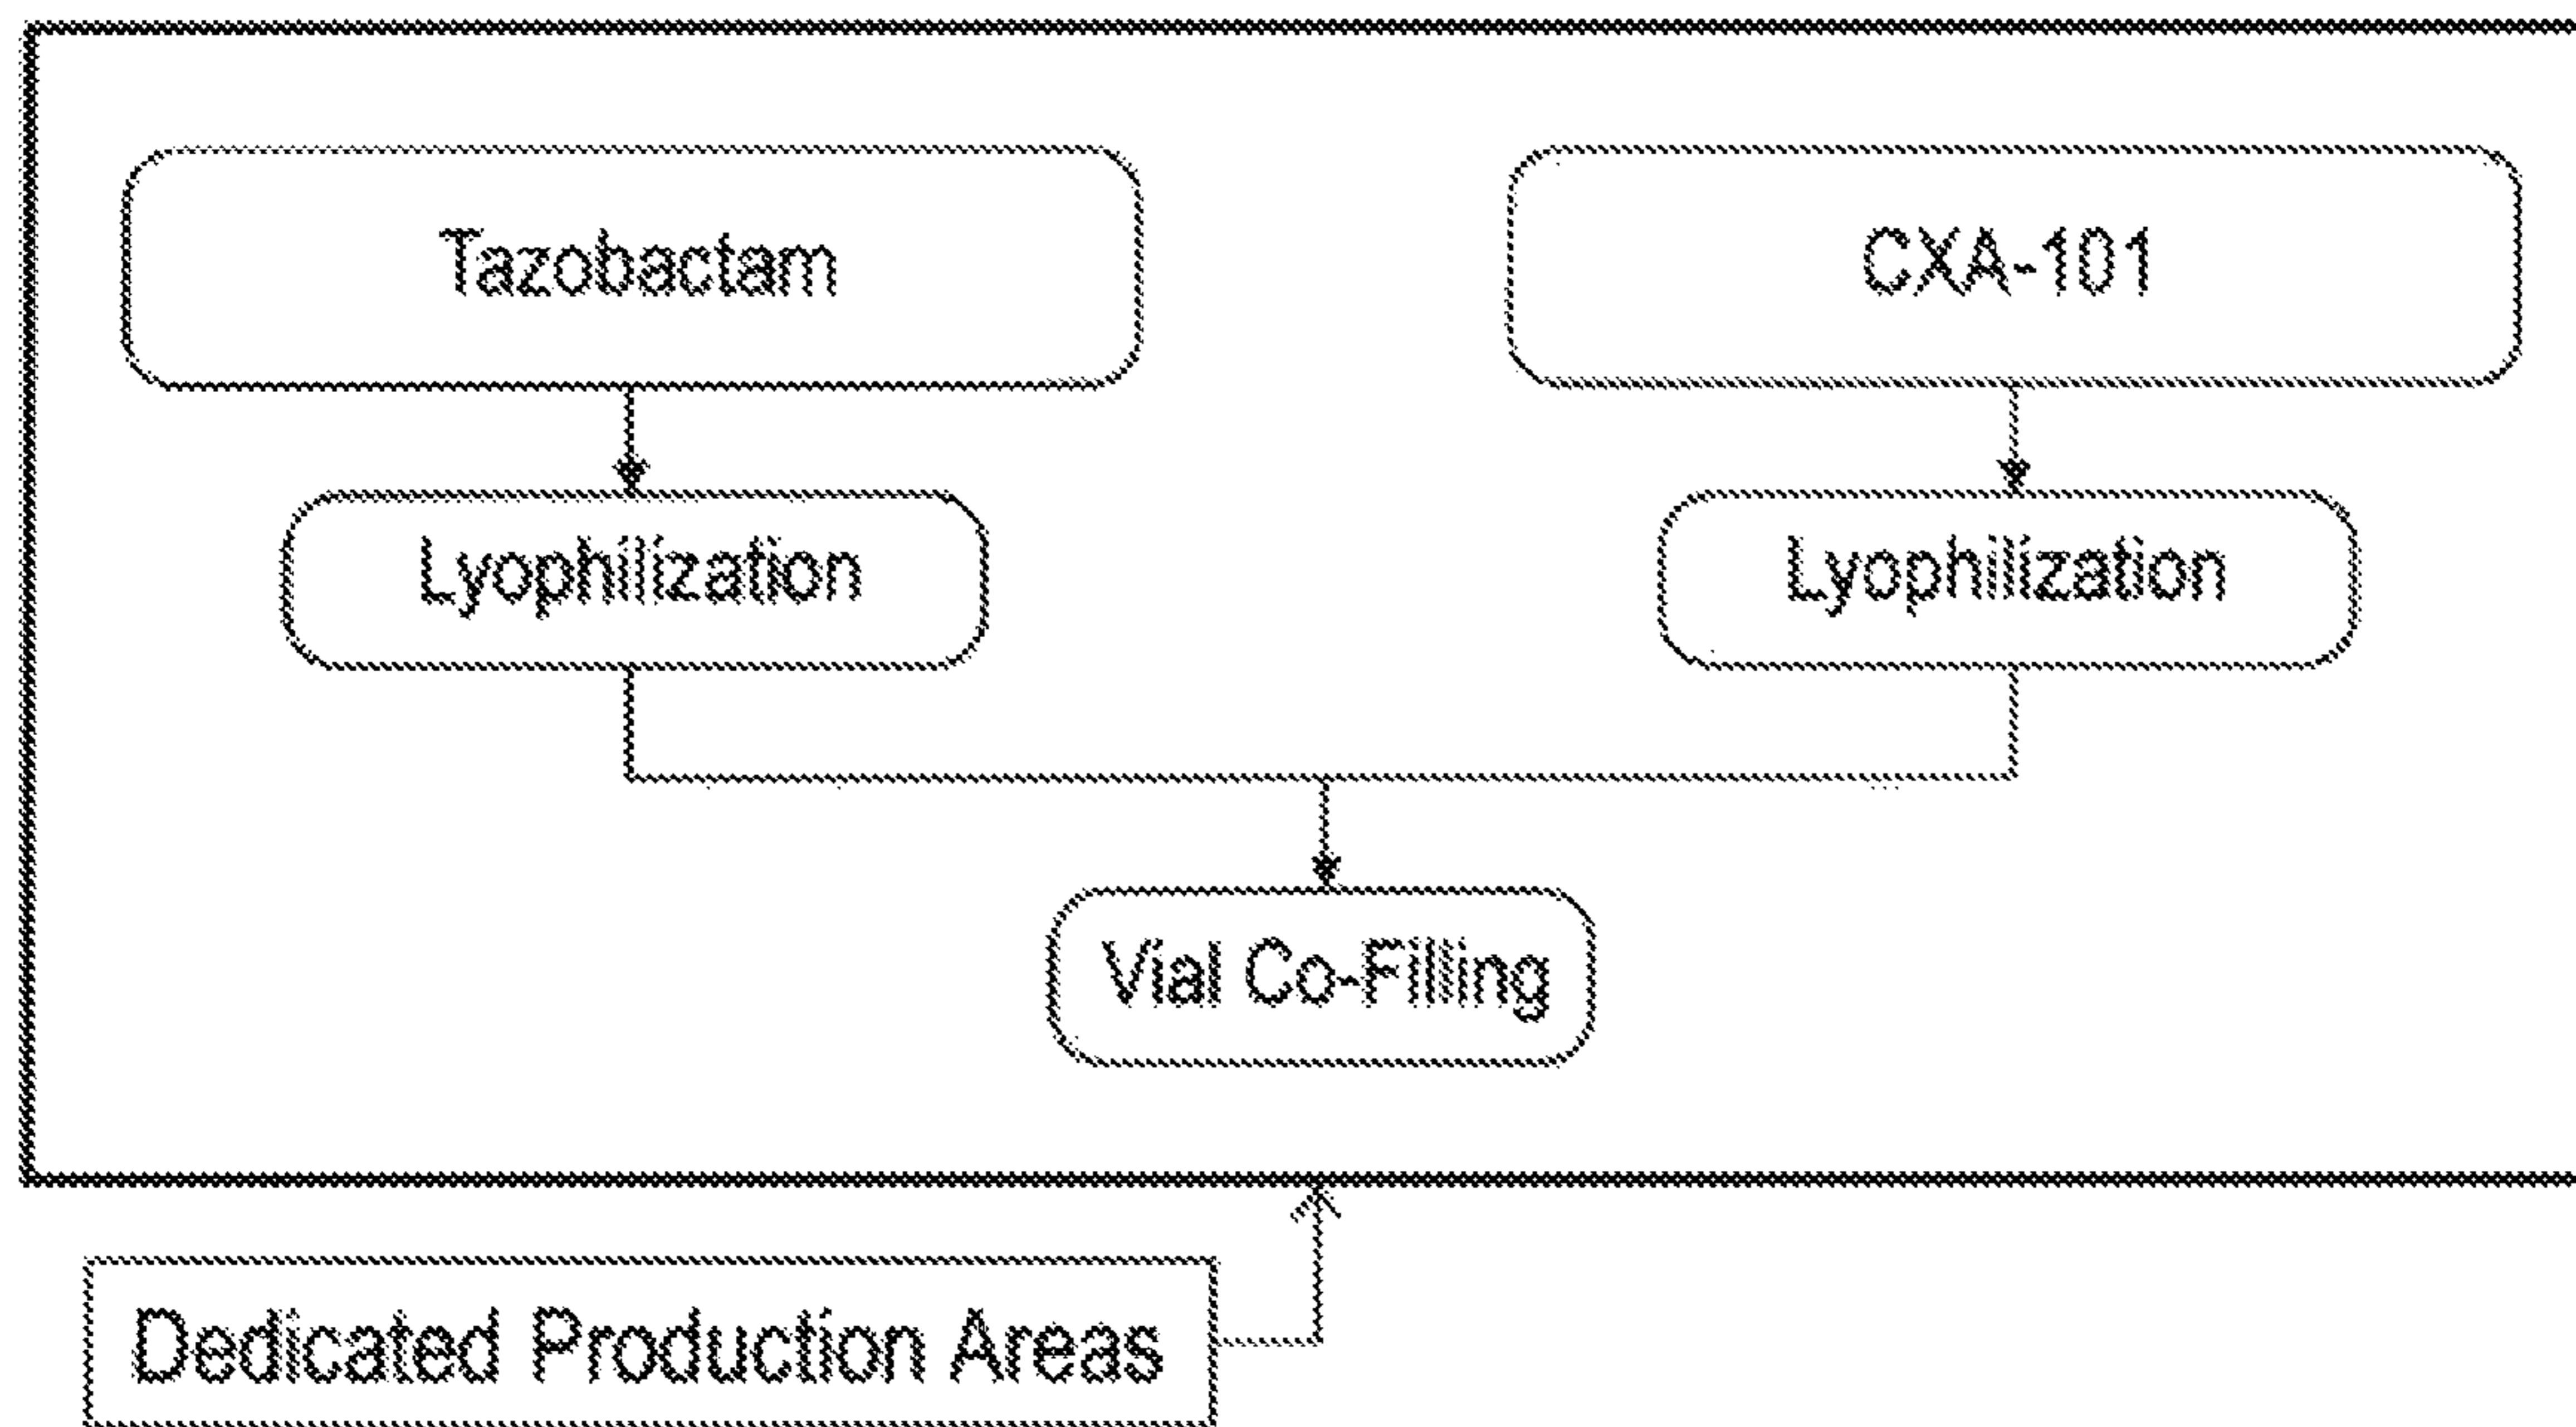 Tazobactam
CXA-101
Lyophilization
Lyophilization
Vial Co-Filling
Dedicated Production Areas